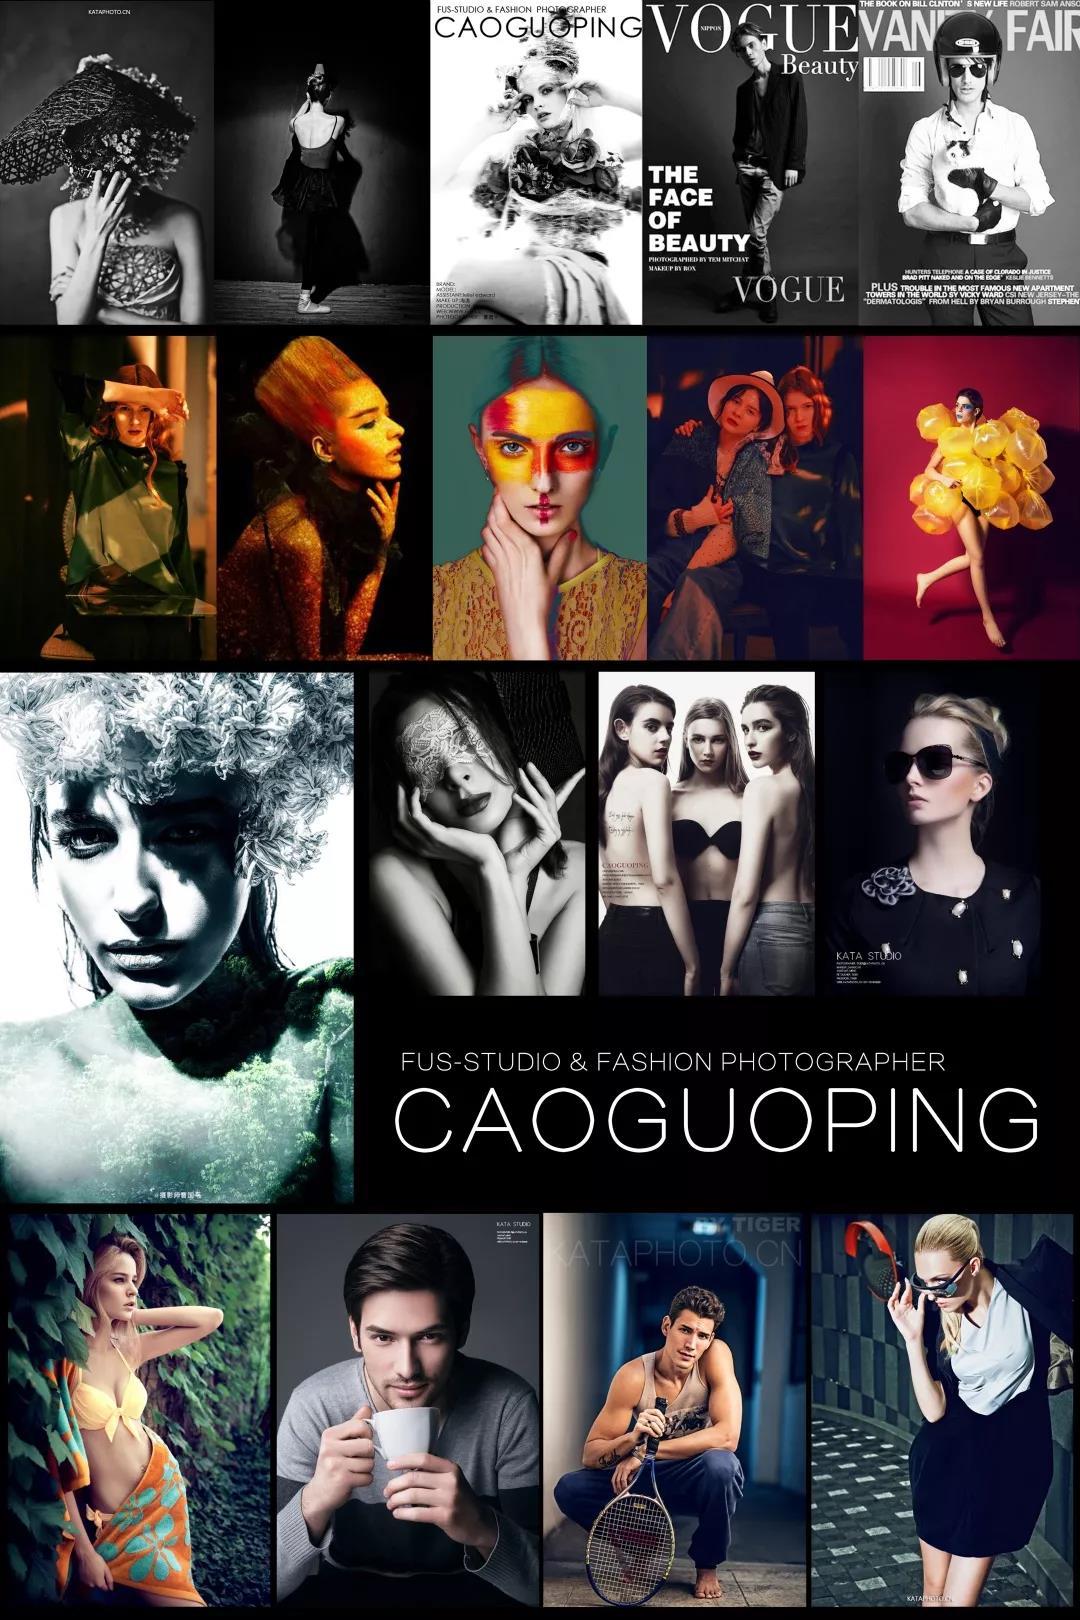 KATAPHOTO.CN
FUS-STUDIO & FASHION PHOTOGRAPHER
CAOGUOPING
BRAND:
MODEL:
VOGUE
NIPPON
Beauty
THE
FACE
OF
BEAUTY
PHOTOGRAPHED BY TEM MITCHAT
MAKEUP BY ROX
VOGUE
THE BOOK ON BILL CLNTON'S NEW LIFE ROBERT SAM ANSO
VANITY FAIR
HUNTERS TELEPHONE A CASE OF CLORADO IN JUSTICE
BRAD PITT NAKED AND ON THE EDGE" KESLIE BENNETTS
PLUS TROUBLE IN THE MOST FAMOUS NEW APARTMENT
TOWERS IN THE WORLD SY VICKY WARD CSI NEW JERSEY-THE
"DERMATOLOGIS" FROM HELL BY BRYAN BURROUGH STEPHEN
CAOGUOPING
KATA STUDIO
FUS-STUDIO & FASHION PHOTOGRAPHER
CAOGUOPING
KATA STUDIO
TIGER
KATAPHOTO.CN
KATAPHOTO.CN